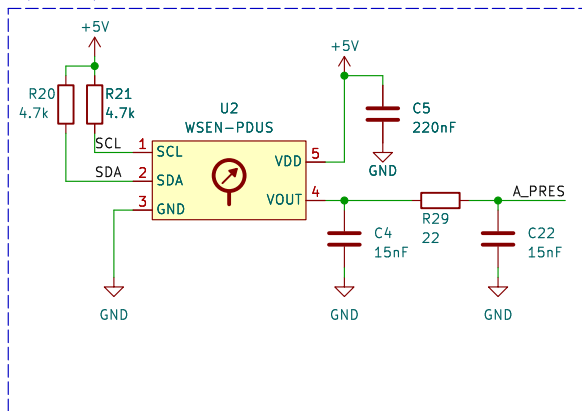 +5V
+5V
R20
4.7k
R21
4.7k
U2
WSEN-PDUS
C5
220nF
GND
SCL
1
SCL
SDA
2
SDA
3
GND
VDD
5
VOUT
4
A_PRES
R29
22
C4
15nF
C22
15nF
GND
GND
GND